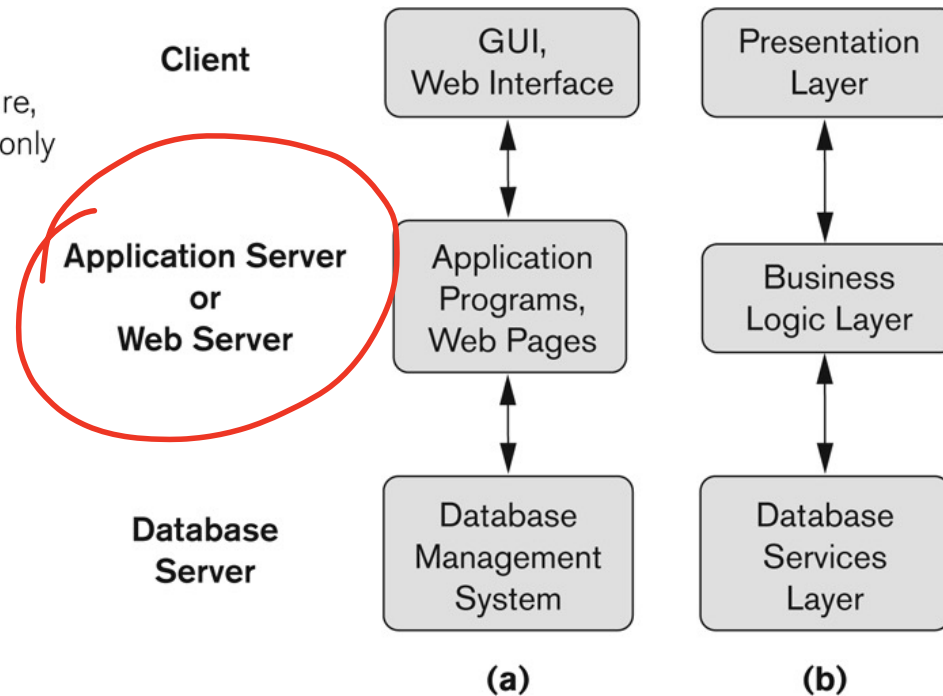 re,
only
Client
GUI,
Web Interface
Presentation
Layer
Application Server
or
Web Server
Application
Programs,
Web Pages
Business
Logic Layer
Database
Server
Database
Management
System
Database
Services
Layer
(a)
(b)